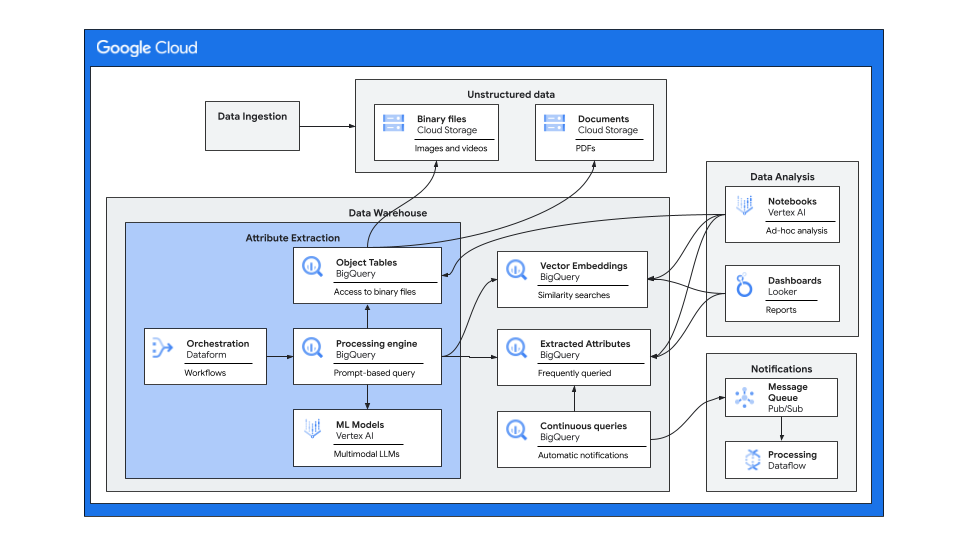 Google Cloud
Unstructured data
Data Ingestion
Binary files
Cloud Storage
Images and videos
Documents
Cloud Storage
PDFs
Data Warehouse
Attribute Extraction
Object Tables
BigQuery
Access to binary files
Orchestration
Dataform
Workflows
Processing engine
BigQuery
Prompt-based query
ML Models
Vertex AI
Multimodal LLMs
Vector Embeddings
BigQuery
Similarity searches
Extracted Attributes
BigQuery
Frequently queried
Continuous queries
BigQuery
Automatic notifications
Data Analysis
Notebooks
Vertex AI
Ad-hoc analysis
Dashboards
Looker
Reports
Notifications
Message
Queue
Pub/Sub
Processing
Dataflow